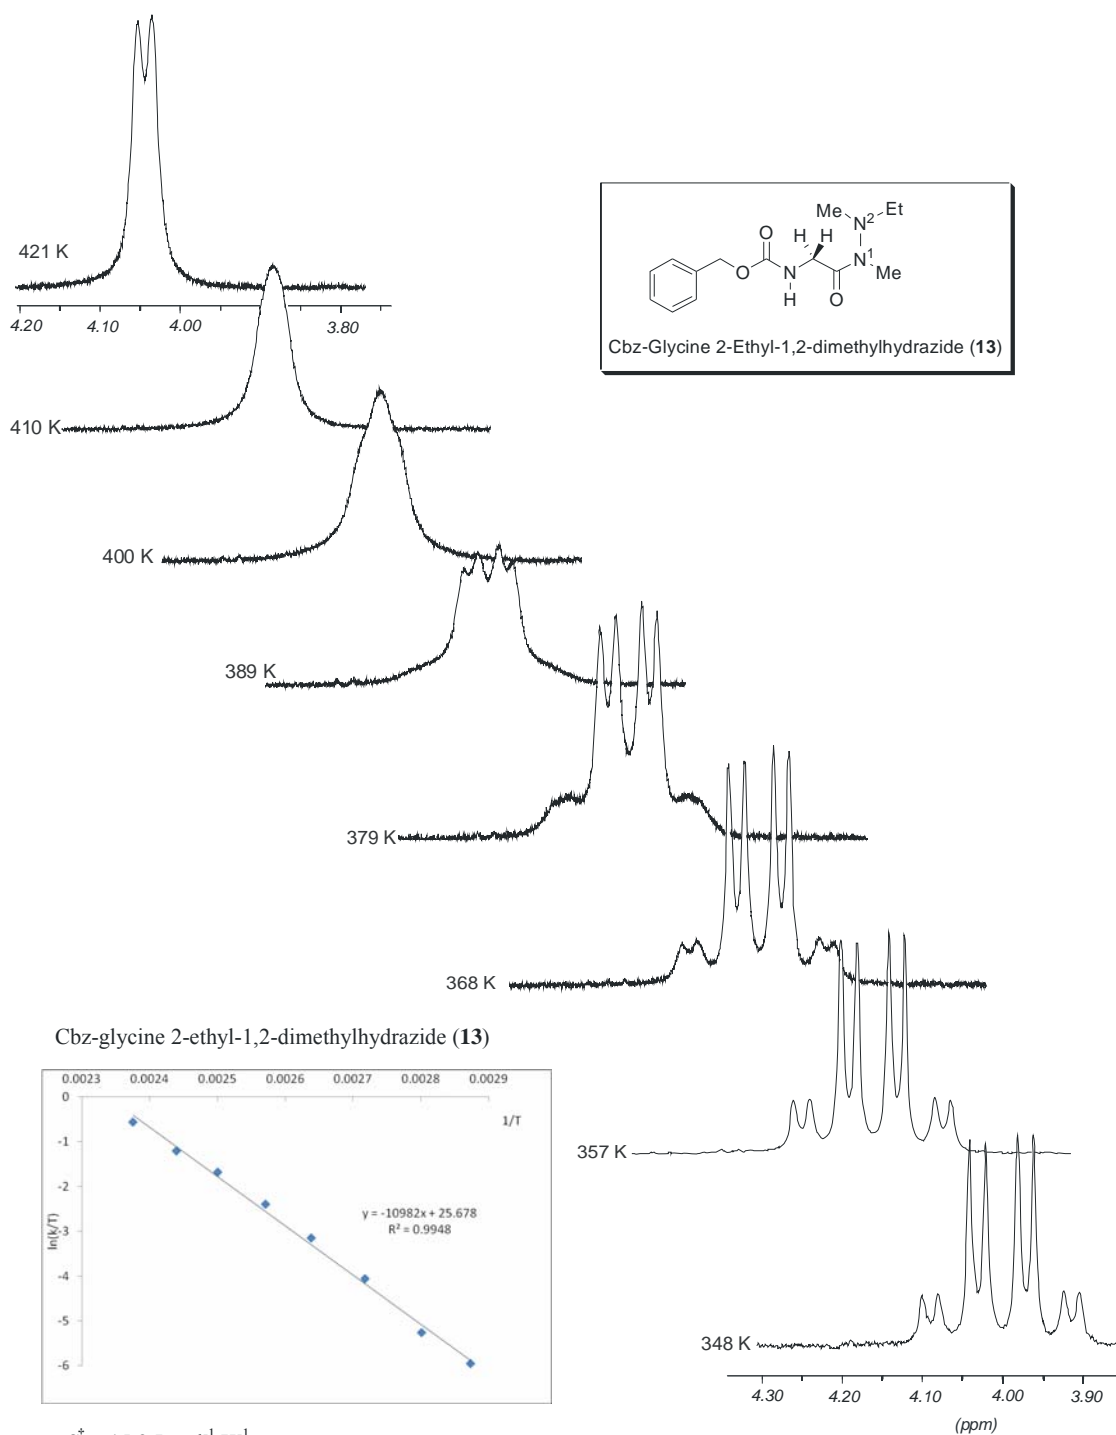 421 K
4.20 4.10 4.00 3.80
Me Et
N2
O H H
N1
O N Me
H O
Cbz-Glycine 2-Ethyl-1,2-dimethylhydrazide (13)
410 K
400 K
389 K
379 K
368 K
357 K
348 K
4.30 4.20 4.10 4.00 3.90
(ppm)
Cbz-glycine 2-ethyl-1,2-dimethylhydrazide (13)
0.0023 0.0024 0.0025 0.0026 0.0027 0.0028 0.0029
1/T
0
-1
-2
-3
-4
-5
-6
ln(k/T)
y = -10982x + 25.678
R² = 0.9948